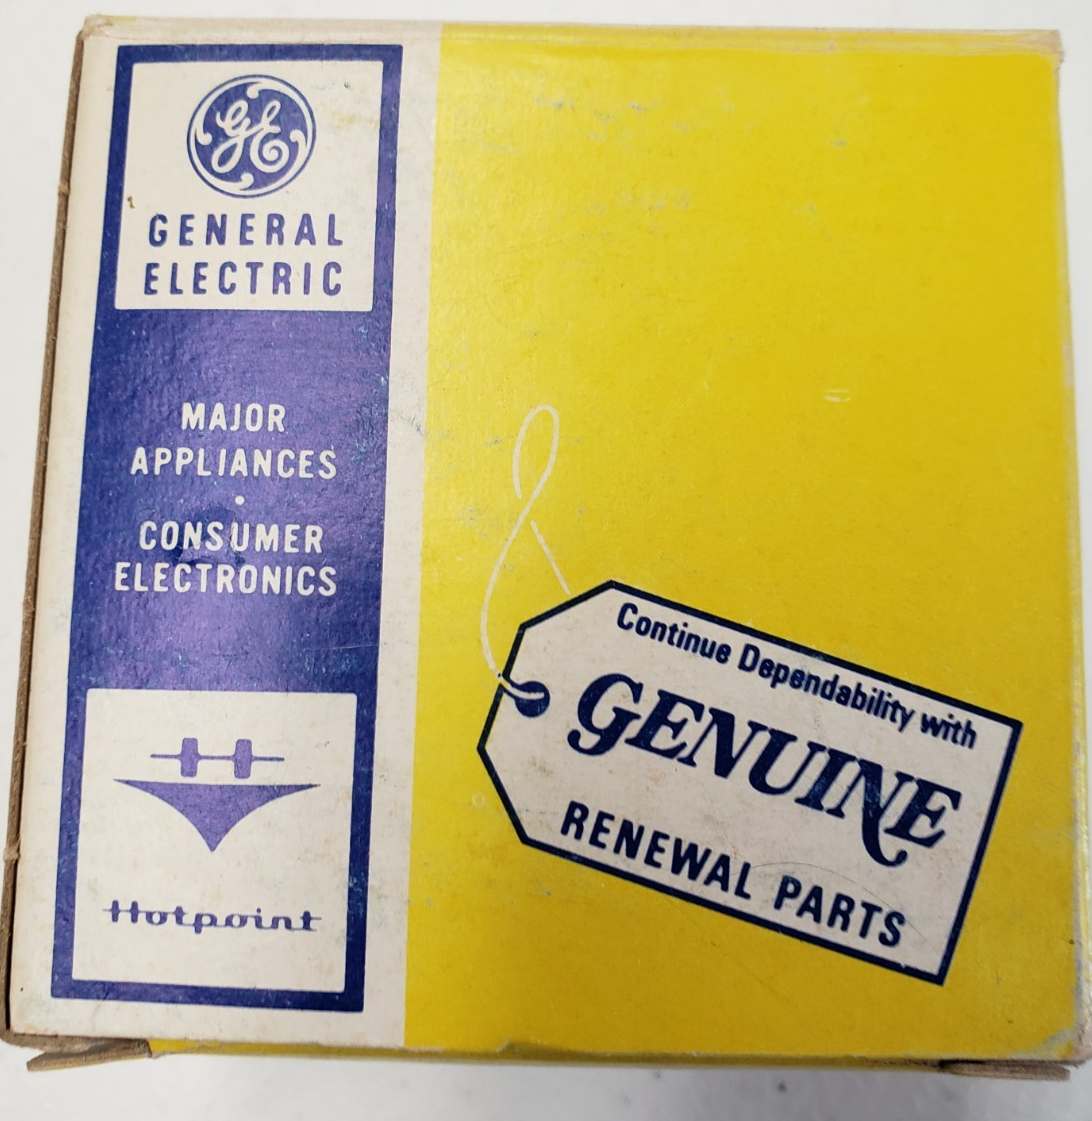 GE
GENERAL
ELECTRIC
MAJOR
APPLIANCES
•
CONSUMER
ELECTRONICS
Hotpoint
Continue Dependability with
GENUINE
RENEWAL PARTS